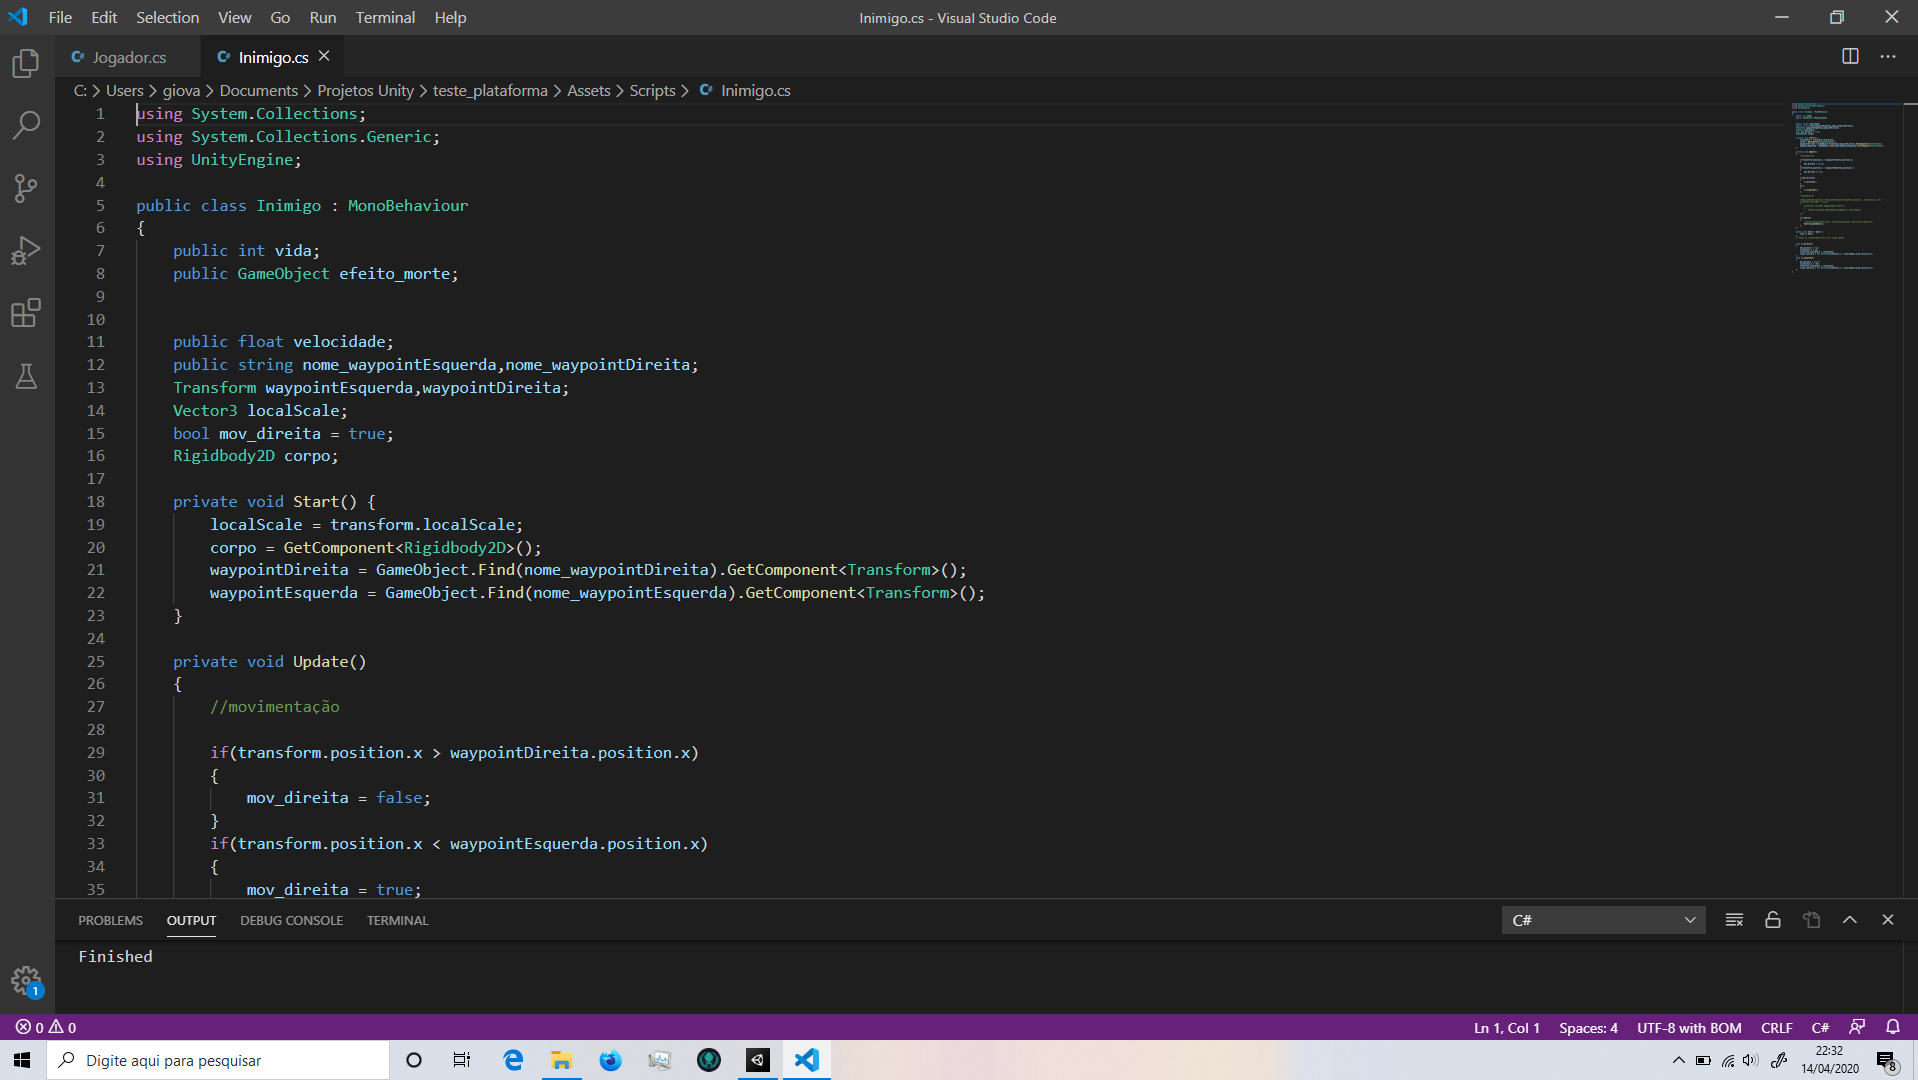 File Edit Selection View Go Run Terminal Help
Inimigo.cs - Visual Studio Code
Jogador.cs
Inimigo.cs
C: > Users > giova > Documents > Projetos Unity > teste_plataforma > Assets > Scripts > Inimigo.cs
1 using System.Collections;
2 using System.Collections.Generic;
3 using UnityEngine;
4
5 public class Inimigo : MonoBehaviour
6 {
7 public int vida;
8 public GameObject efeito_morte;
9
10
11 public float velocidade;
12 public string nome_waypointEsquerda,nome_waypointDireita;
13 Transform waypointEsquerda,waypointDireita;
14 Vector3 localScale;
15 bool mov_direita = true;
16 Rigidbody2D corpo;
17
18 private void Start() {
19 localScale = transform.localScale;
20 corpo = GetComponent<Rigidbody2D>();
21 waypointDireita = GameObject.Find(nome_waypointDireita).GetComponent<Transform>();
22 waypointEsquerda = GameObject.Find(nome_waypointEsquerda).GetComponent<Transform>();
23 }
24
25 private void Update()
26 {
27 //movimentação
28
29 if(transform.position.x > waypointDireita.position.x)
30 {
31 mov_direita = false;
32 }
33 if(transform.position.x < waypointEsquerda.position.x)
34 {
35 mov_direita = true;
PROBLEMS OUTPUT DEBUG CONSOLE TERMINAL
C#
Finished
1
0 0
Ln 1, Col 1 Spaces: 4 UTF-8 with BOM CRLF C#
Digite aqui para pesquisar
22:32
14/04/2020
8